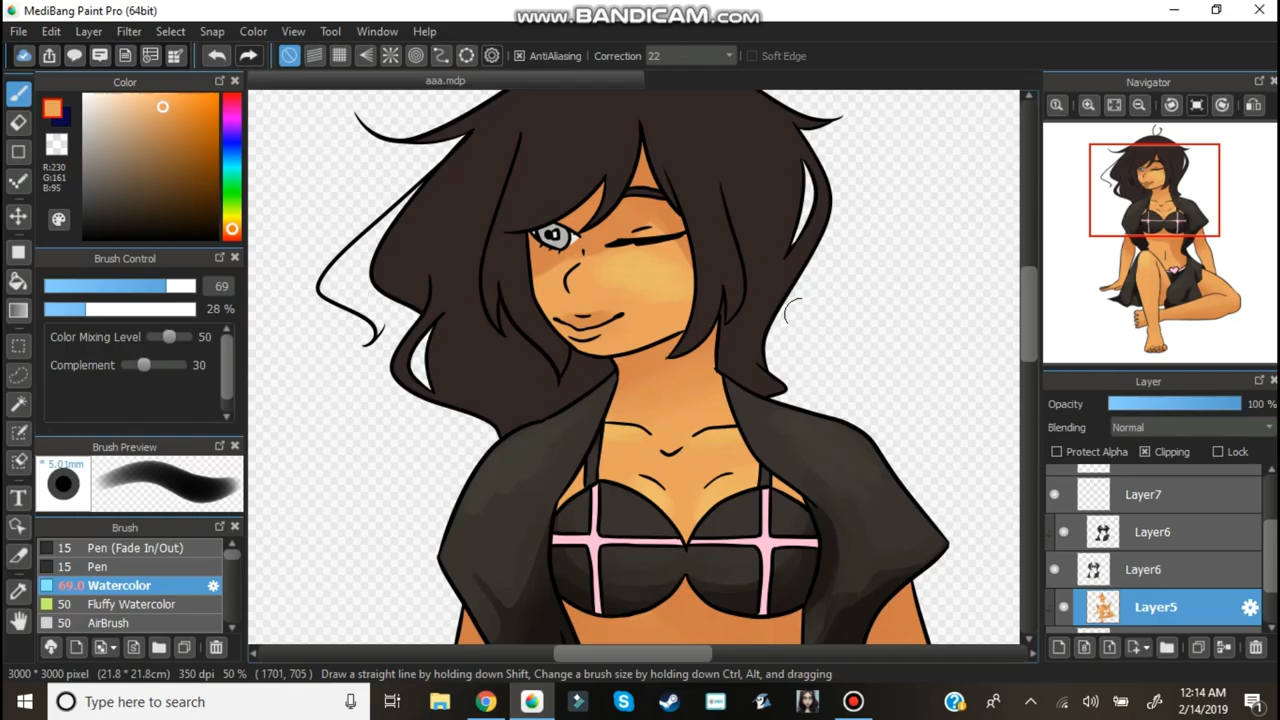 MediBang Paint Pro (64bit)
www.BANDICAM.com
File Edit Layer Filter Select Snap Color View Tool Window Help
AntiAliasing Correction 22 Soft Edge
Color
aaa.mdp
Navigator
R:230
G:161
B:95
Brush Control
69
28 %
Color Mixing Level 50
Complement 30
Layer
Opacity 100 %
Blending Normal
Protect Alpha Clipping Lock
Brush Preview
* 5.01mm
Layer7
Layer6
Layer6
Layer5
Brush
15 Pen (Fade In/Out)
15 Pen
69.0 Watercolor
50 Fluffy Watercolor
50 AirBrush
3000 * 3000 pixel (21.8 * 21.8cm) 350 dpi 50 % ( 1701, 705) Draw a straight line by holding down Shift, Change a brush size by holding down Ctrl, Alt, and dragging
Type here to search
12:14 AM
2/14/2019